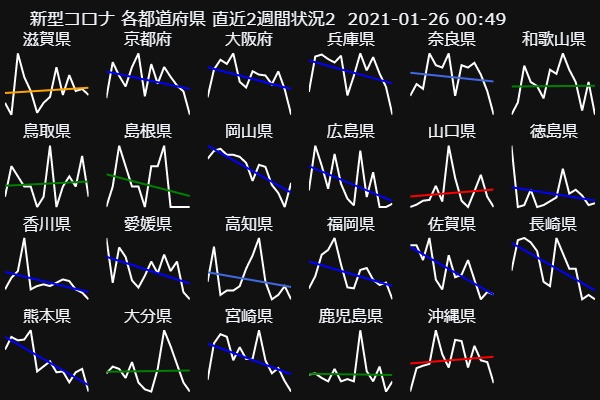 新型コロナ 各都道府県 直近2週間状況2 2021-01-26 00:49
滋賀県 京都府 大阪府 兵庫県 奈良県 和歌山県
鳥取県 島根県 岡山県 広島県 山口県 徳島県
香川県 愛媛県 高知県 福岡県 佐賀県 長崎県
熊本県 大分県 宮崎県 鹿児島県 沖縄県